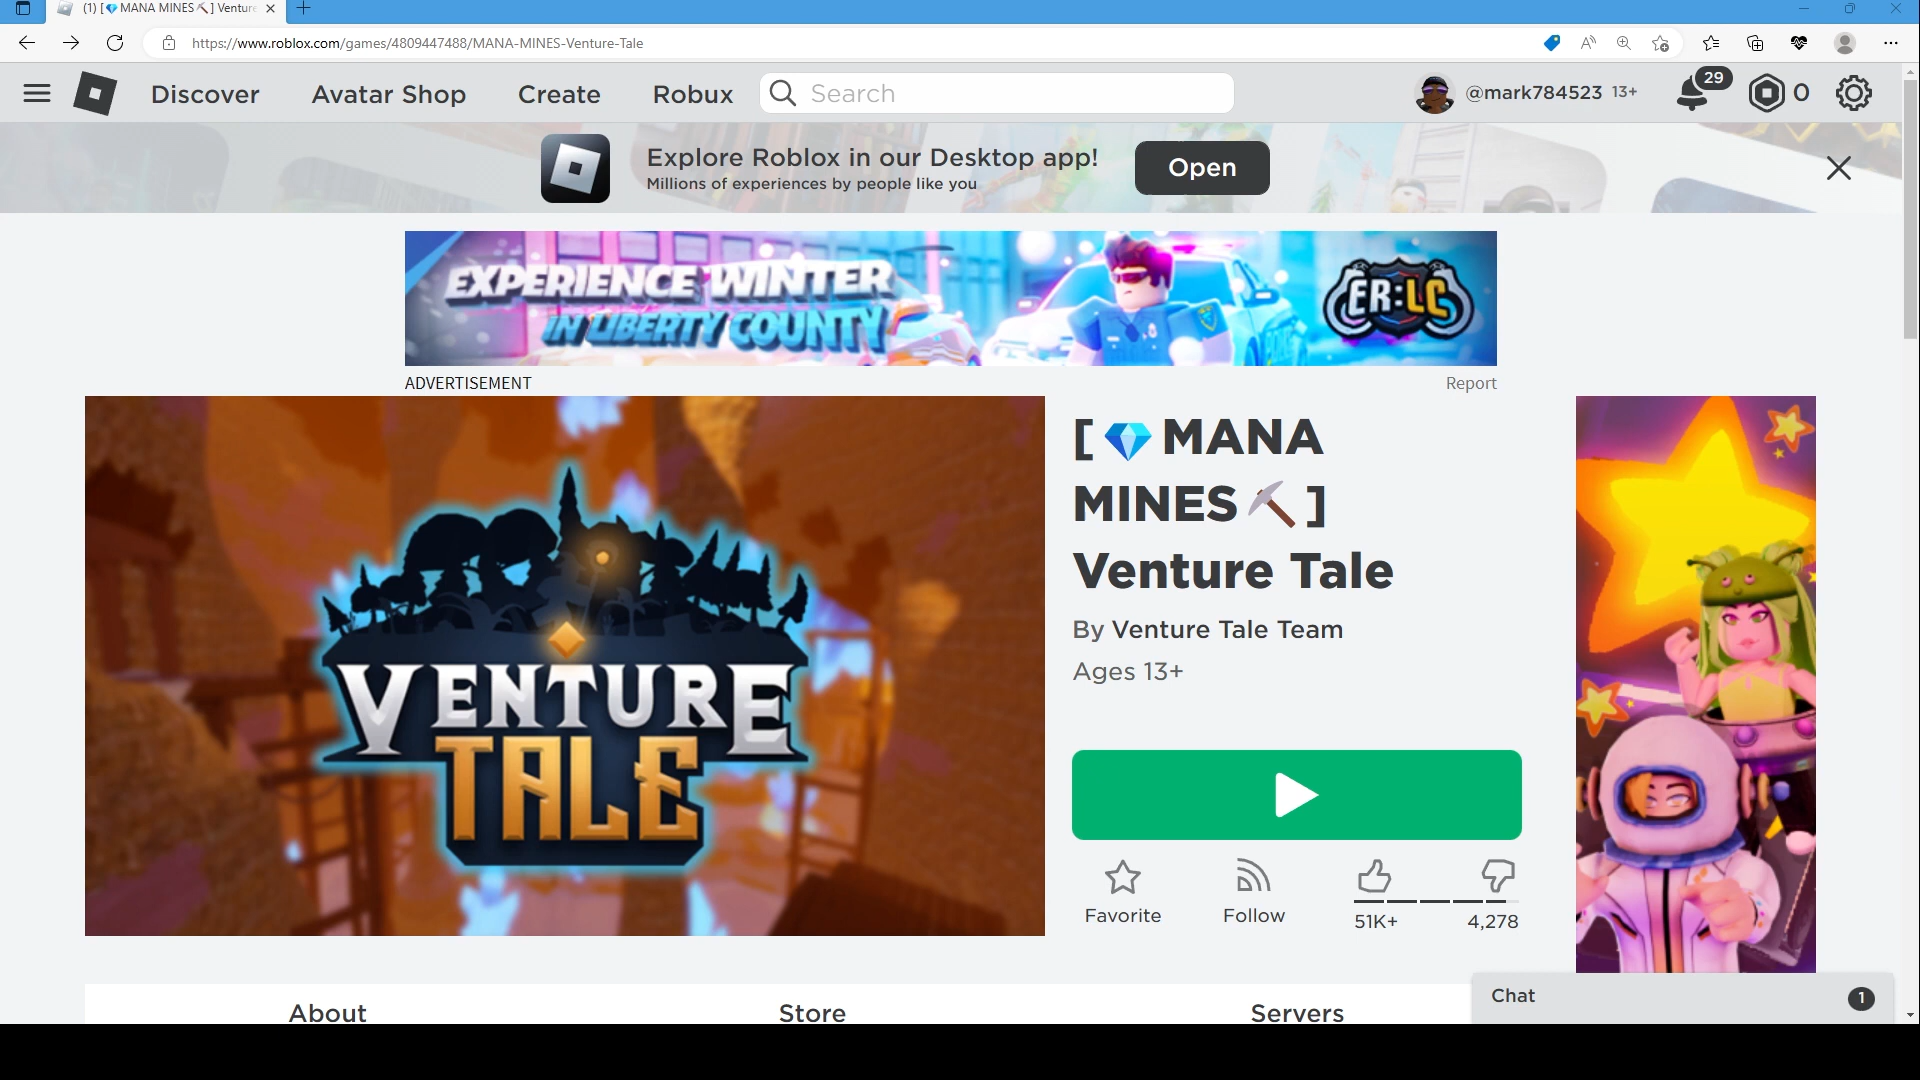 (1) [💎MANA MINES⛏] Venture
https://www.roblox.com/games/4809447488/MANA-MINES-Venture-Tale
Discover
Avatar Shop
Create
Robux
Search
@mark784523 13+
29
0
Explore Roblox in our Desktop app!
Millions of experiences by people like you
Open
EXPERIENCE WINTER
IN LIBERTY COUNTY
ER:LC
ADVERTISEMENT
Report
VENTURE
TALE
[💎MANA
MINES⛏]
Venture Tale
By Venture Tale Team
Ages 13+
Favorite
Follow
51K+
4,278
About
Store
Servers
Chat
1